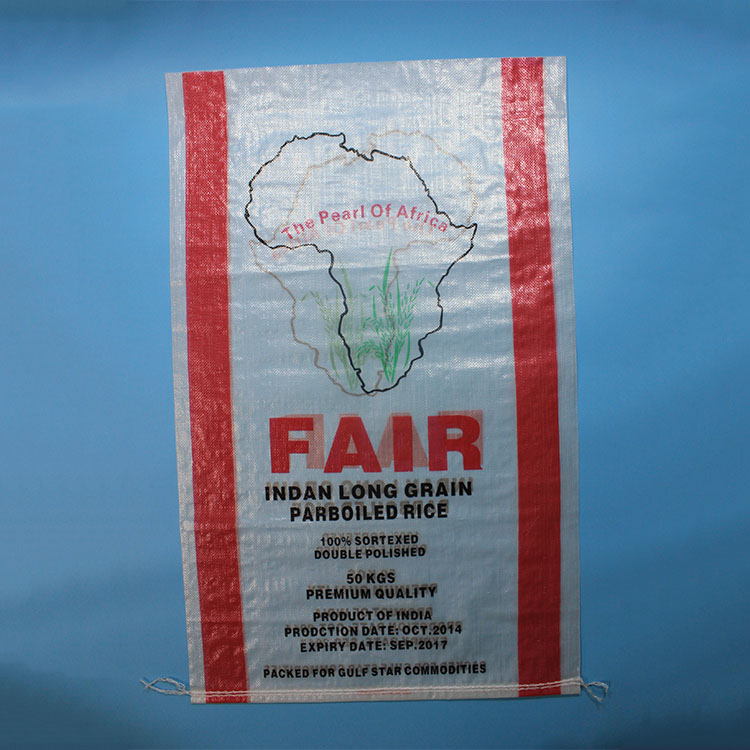 The Pearl Of Africa
FAIR
INDAN LONG GRAIN
PARBOILED RICE
100% SORTEXED
DOUBLE POLISHED
50 KGS
PREMIUM QUALITY
PRODUCT OF INDIA
PRODCTION DATE: OCT.2014
EXPIRY DATE: SEP.2017
PACKED FOR GULF STAR COMMODITIES